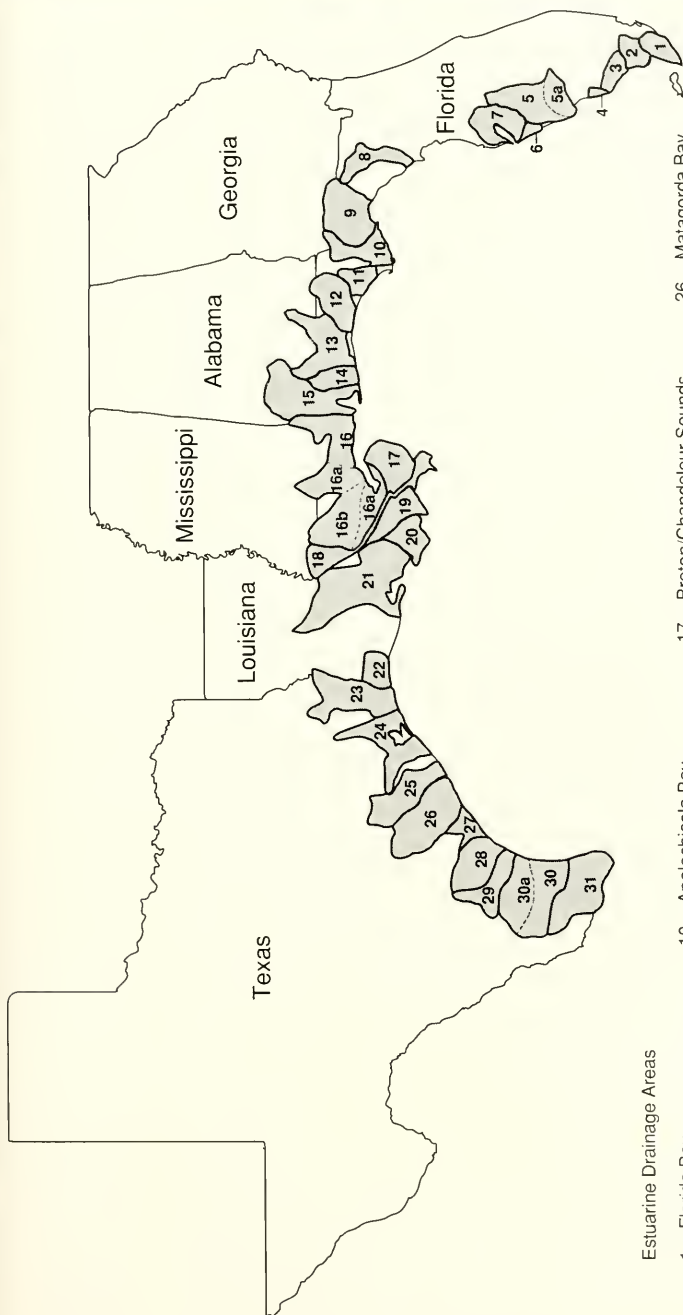 Texas
Louisiana
Mississippi
Alabama
Georgia
Florida
1
2
3
4
5
5a
6
7
8
9
10
11
12
13
14
15
16
16a
16b
16a
17
18
19
20
21
22
23
24
25
26
27
28
29
30a
30
31
Estuarine Drainage Areas
1 Florida Bay
10 Apalachicola Bay
17 Breton/Chandeleur Sounds
26 Matagorda Bay